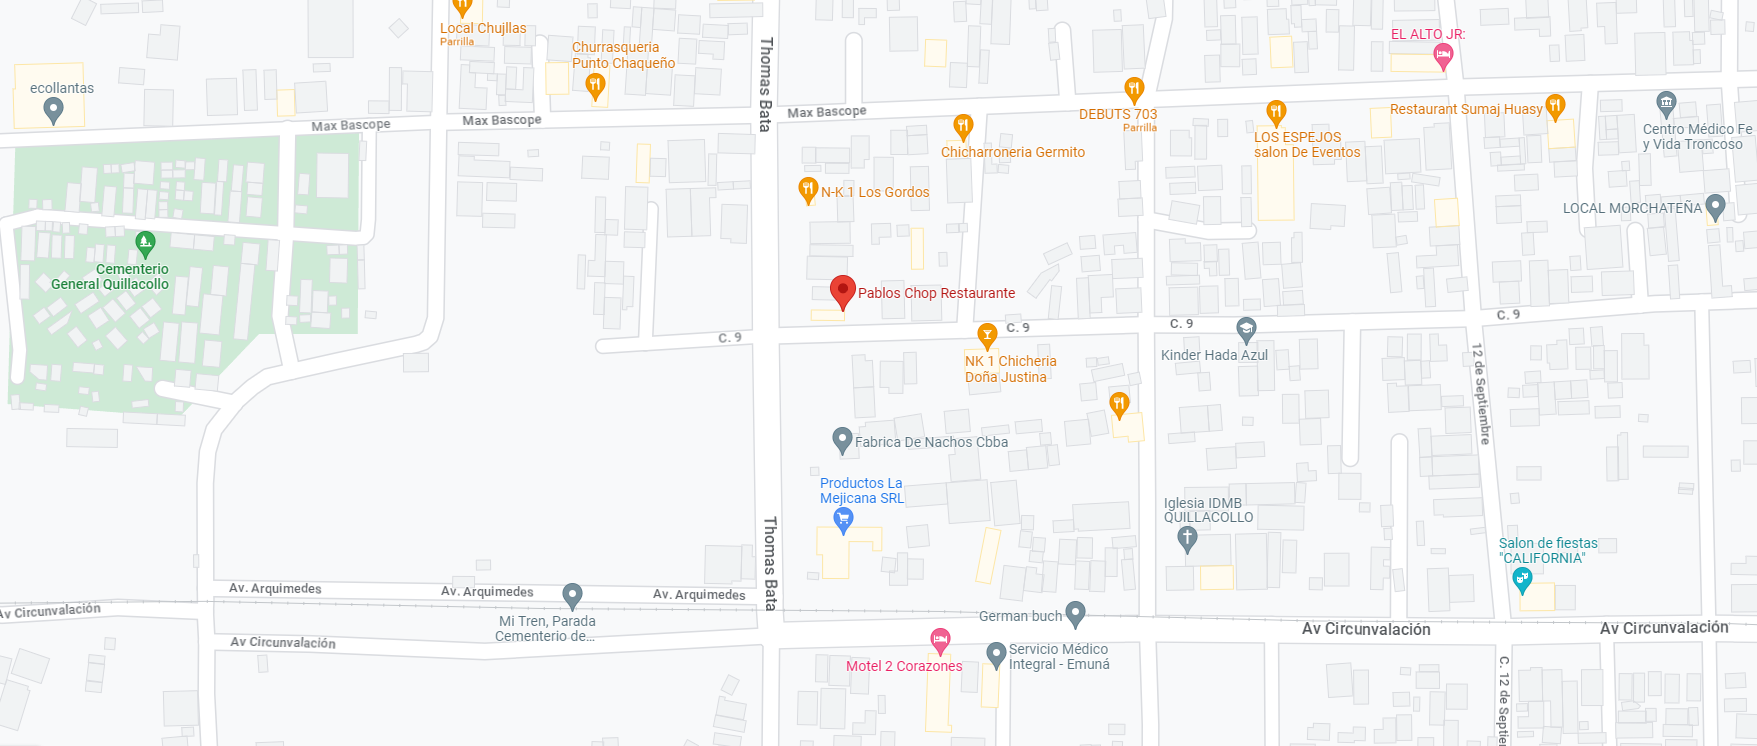 Local Chujllas
Parrilla
Churrasqueria
Punto Chaqueño
ecollantas
Max Bascope
Max Bascope
Thomas Bata
Max Bascope
EL ALTO JR:
DEBUTS 703
Parrilla
Restaurant Sumaj Huasy
LOS ESPEJOS
salon De Eventos
Centro Médico Fe
y Vida Troncoso
Chicharroneria Germito
N-K 1 Los Gordos
LOCAL MORCHATEÑA
Cementerio
General Quillacollo
Pablos Chop Restaurante
C. 9
C. 9
C. 9
C. 9
NK 1 Chicheria
Doña Justina
Kinder Hada Azul
12 de Septiembre
Fabrica De Nachos Cbba
Productos La
Mejicana SRL
Iglesia IDMB
QUILLACOLLO
Salon de fiestas
"CALIFORNIA"
Thomas Bata
Av. Arquimedes
Av. Arquimedes
Av. Arquimedes
Av Circunvalación
Mi Tren, Parada
Cementerio de...
German buch
Av Circunvalación
Av Circunvalación
Av Circunvalación
Motel 2 Corazones
Servicio Médico
Integral - Emuná
C. 12 de Septie